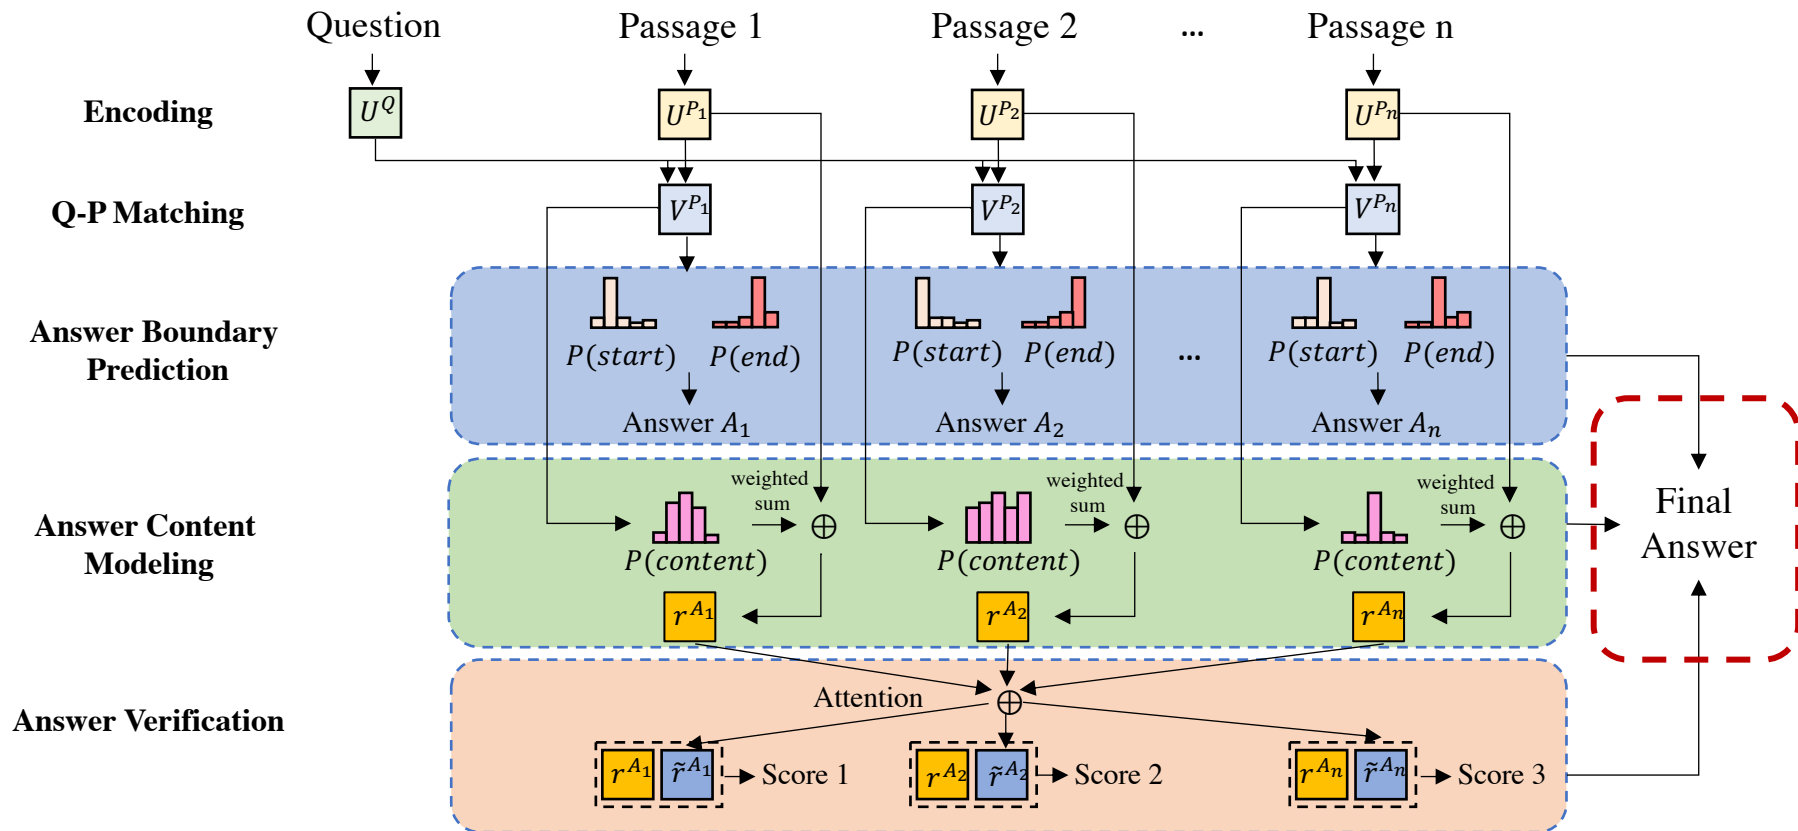 Question Passage 1 Passage 2 ... Passage n
Encoding
U^Q U^{P_1} U^{P_2} U^{P_n}
Q-P Matching
V^{P_1} V^{P_2} V^{P_n}
Answer Boundary
Prediction
P(start) P(end) P(start) P(end) ... P(start) P(end)
Answer A_1 Answer A_2 Answer A_n
Answer Content
Modeling
weighted
sum
weighted
sum
weighted
sum
P(content) P(content) P(content)
r^{A_1} r^{A_2} r^{A_n}
Final
Answer
Answer Verification
Attention
r^{A_1} r̃^{A_1} Score 1 r^{A_2} r̃^{A_2} Score 2 r^{A_n} r̃^{A_n} Score 3